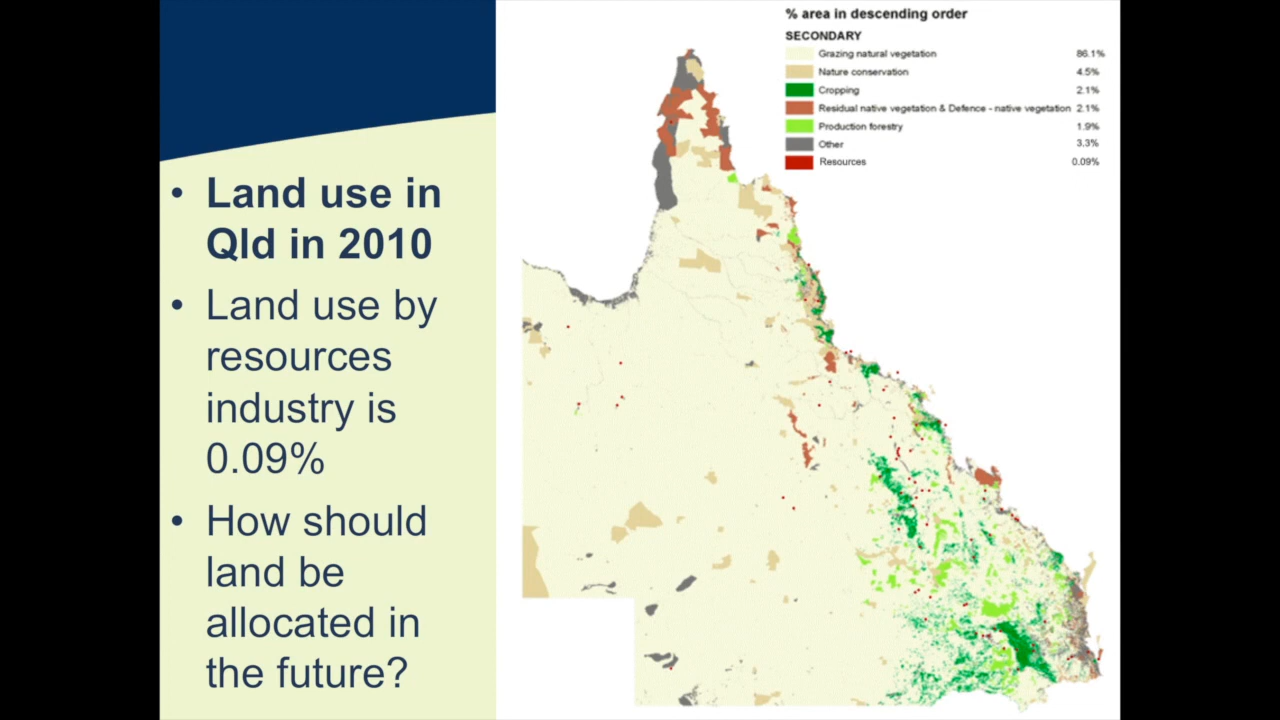 % area in descending order
SECONDARY
Grazing natural vegetation 86.1%
Nature conservation 4.5%
Cropping 2.1%
Residual native vegetation & Defence - native vegetation 2.1%
Production forestry 1.9%
Other 3.3%
Resources 0.09%
• Land use in
Qld in 2010
• Land use by
resources
industry is
0.09%
• How should
land be
allocated in
the future?